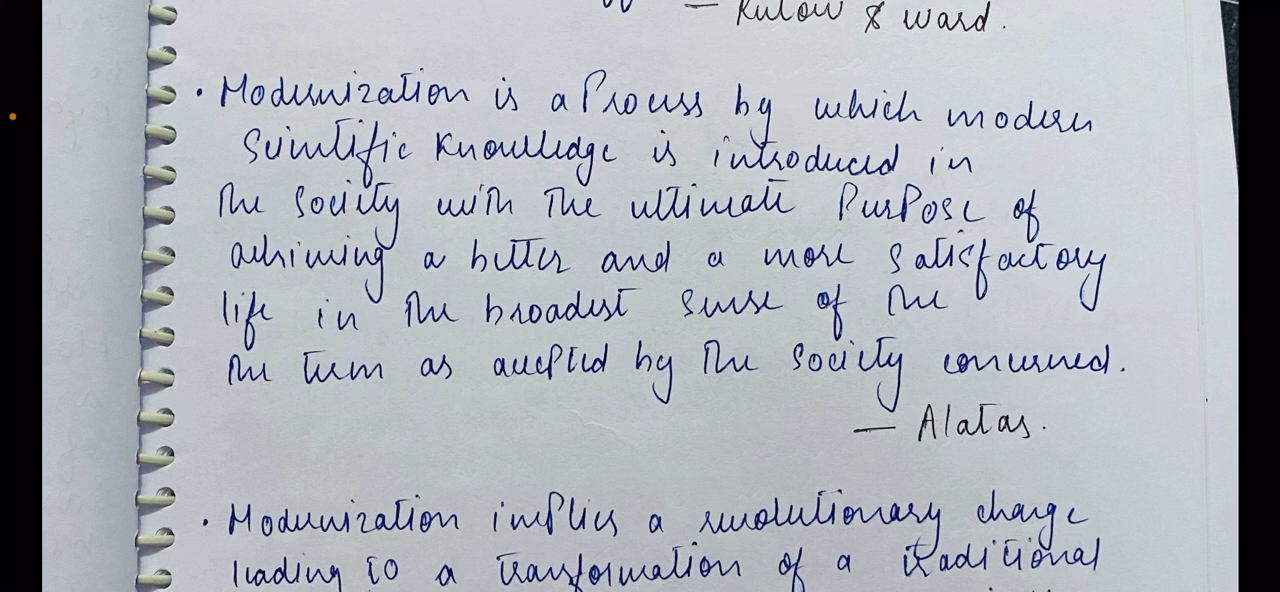 — Rutow & ward.
• Modernization is a Process by which modern
Scientific Knowledge is introduced in
the Society with the ultimate Purpose of
achieving a better and a more satisfactory
life in the broadest sense of the
the term as accepted by the society concerned.
— Alatas.
• Modernization implies a revolutionary change
leading to a transformation of a traditional